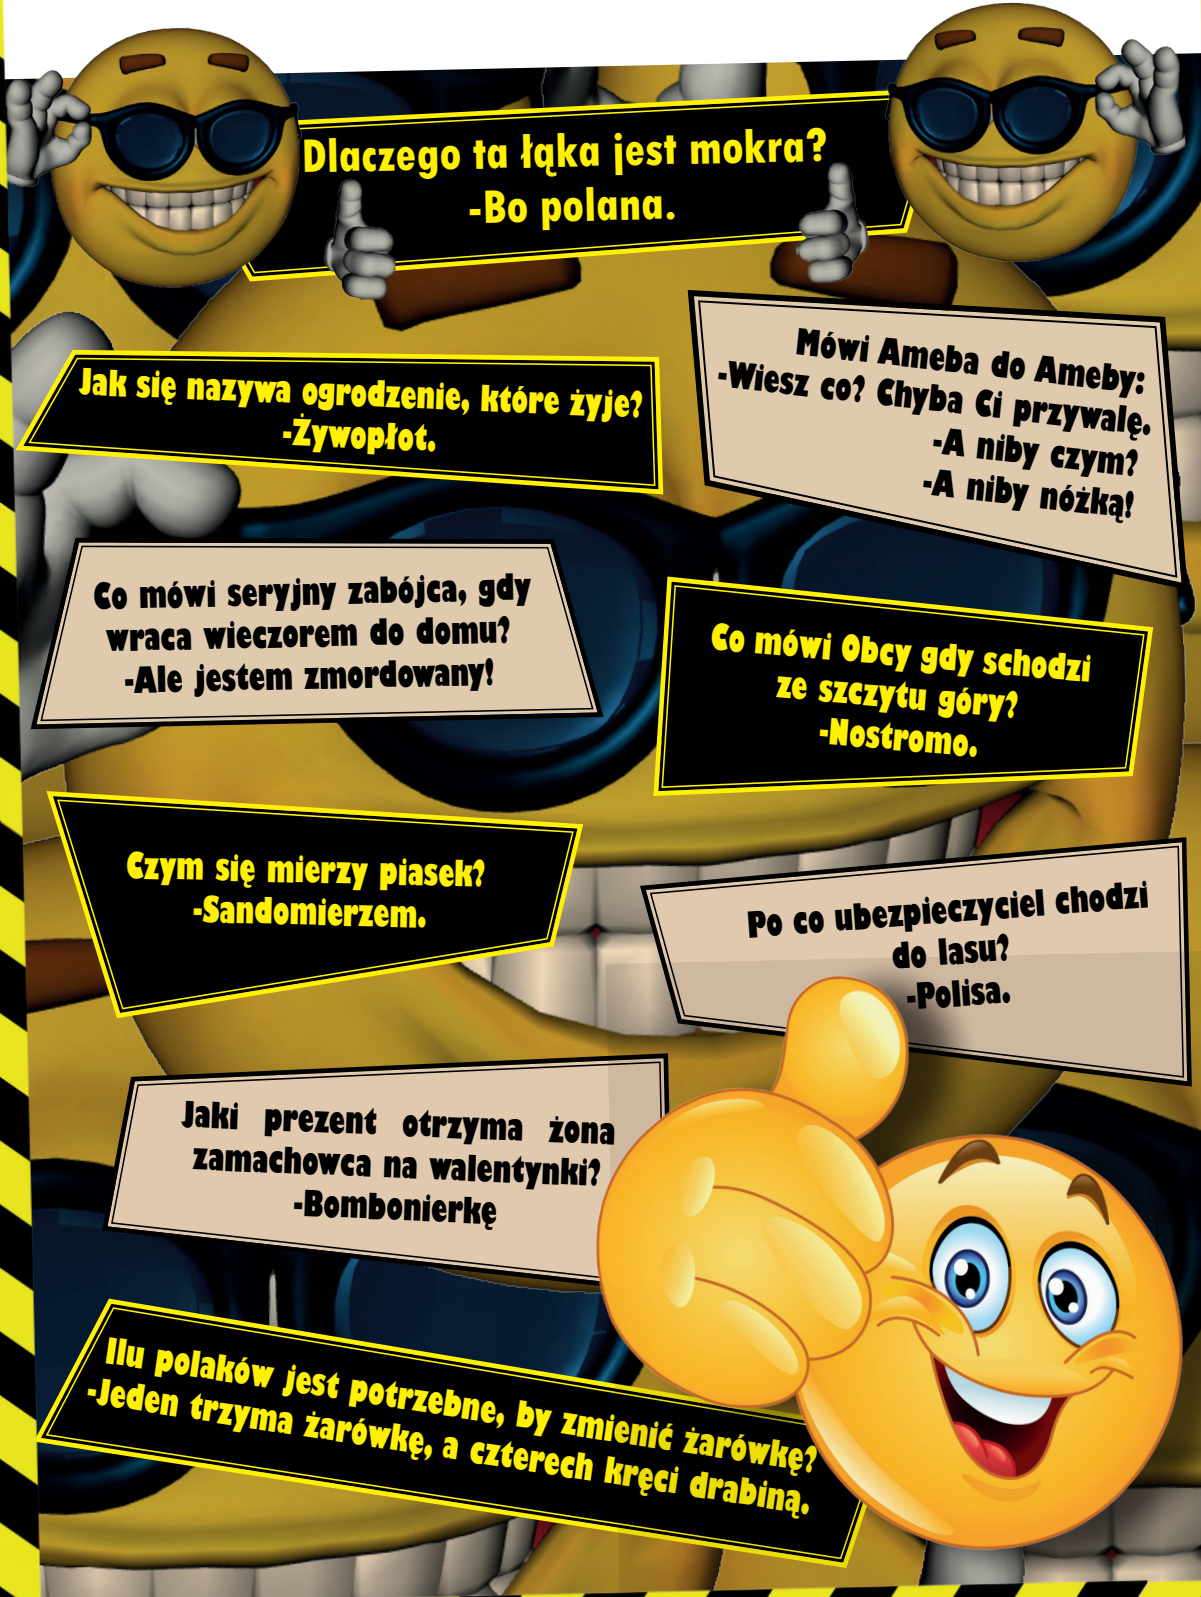 Dlaczego ta łąka jest mokra?
-Bo polana.
Jak się nazywa ogrodzenie, które żyje?
-Żywopłot.
Mówi Ameba do Ameby:
-Wiesz co? Chyba Ci przywalę.
-A niby czym?
-A niby nóżką!
Co mówi seryjny zabójca, gdy
wraca wieczorem do domu?
-Ale jestem zmordowany!
Co mówi Obcy gdy schodzi
ze szczytu góry?
-Nostromo.
Czym się mierzy piasek?
-Sandomierzem.
Po co ubezpieczyciel chodzi
do lasu?
-Polisa.
Jaki prezent otrzyma żona
zamachowca na walentynki?
-Bombonierkę
Ilu polaków jest potrzebne, by zmienić żarówkę?
-Jeden trzyma żarówkę, a czterech kręci drabiną.